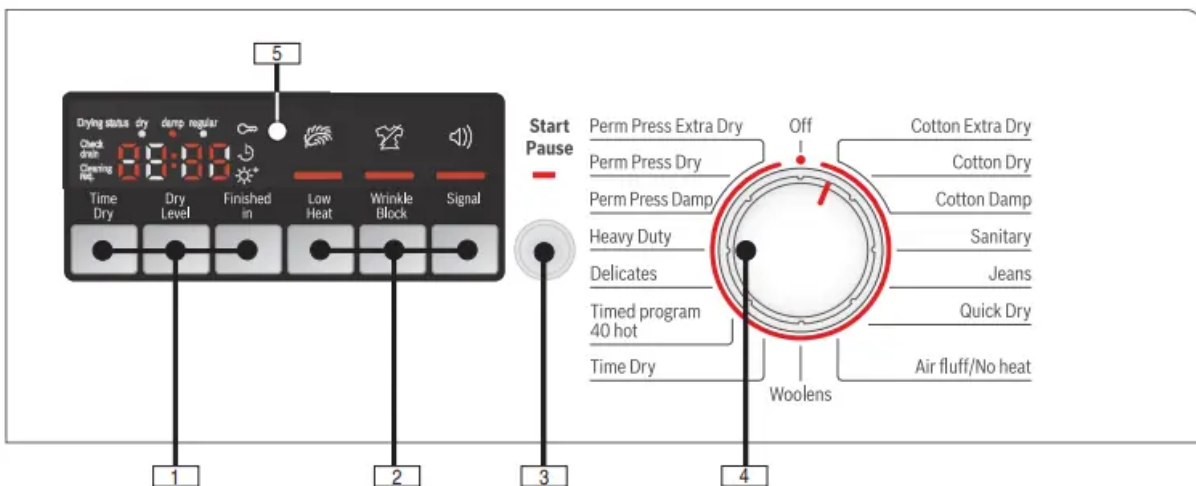 5
Drying status dry damp regular
Check
drain
88:88
Cleaning
req.
Time
Dry
Dry
Level
Finished
in
Low
Heat
Wrinkle
Block
Signal
Start
Pause
Perm Press Extra Dry
Perm Press Dry
Perm Press Damp
Heavy Duty
Delicates
Timed program
40 hot
Time Dry
Off
Woolens
Cotton Extra Dry
Cotton Dry
Cotton Damp
Sanitary
Jeans
Quick Dry
Air fluff/No heat
1
2
3
4